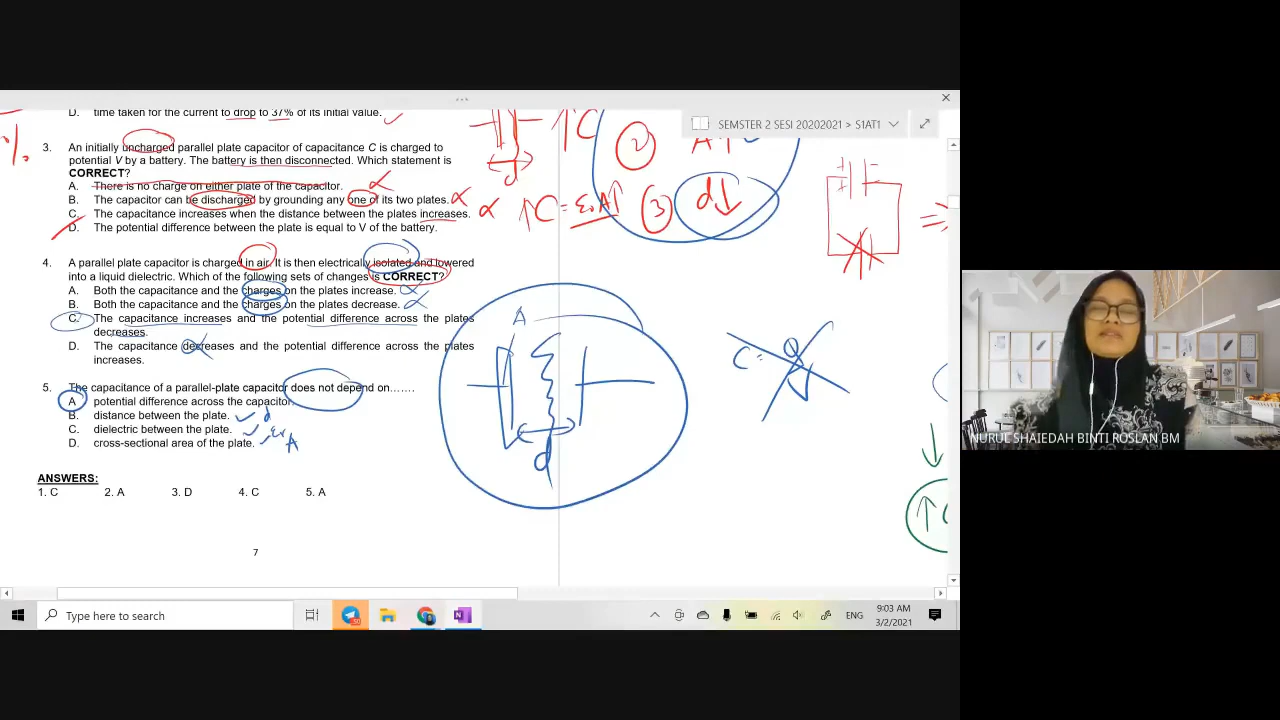 SEMSTER 2 SESI 20202021 > S1AT1
D. time taken for the current to drop to 37% of its initial value.
%
3. An initially uncharged parallel plate capacitor of capacitance C is charged to
potential V by a battery. The battery is then disconnected. Which statement is
CORRECT?
A. There is no charge on either plate of the capacitor.
B. The capacitor can be discharged by grounding any one of its two plates.
C. The capacitance increases when the distance between the plates increases.
D. The potential difference between the plate is equal to V of the battery.
↑C
d
↑C = ε₀A↑
②
A↑
③
d↓
4. A parallel plate capacitor is charged in air. It is then electrically isolated and lowered
into a liquid dielectric. Which of the following sets of changes is CORRECT?
A. Both the capacitance and the charges on the plates increase.
B. Both the capacitance and the charges on the plates decrease.
C. The capacitance increases and the potential difference across the plates
decreases.
D. The capacitance decreases and the potential difference across the plates
increases.
5. The capacitance of a parallel-plate capacitor does not depend on…….
A. potential difference across the capacitor.
B. distance between the plate. d
C. dielectric between the plate. εr
D. cross-sectional area of the plate. A
A
d
C = Q
V
↑C
ANSWERS:
1. C 2. A 3. D 4. C 5. A
7
NURUL SHAIEDAH BINTI ROSLAN BM
Type here to search
ENG
9:03 AM
3/2/2021